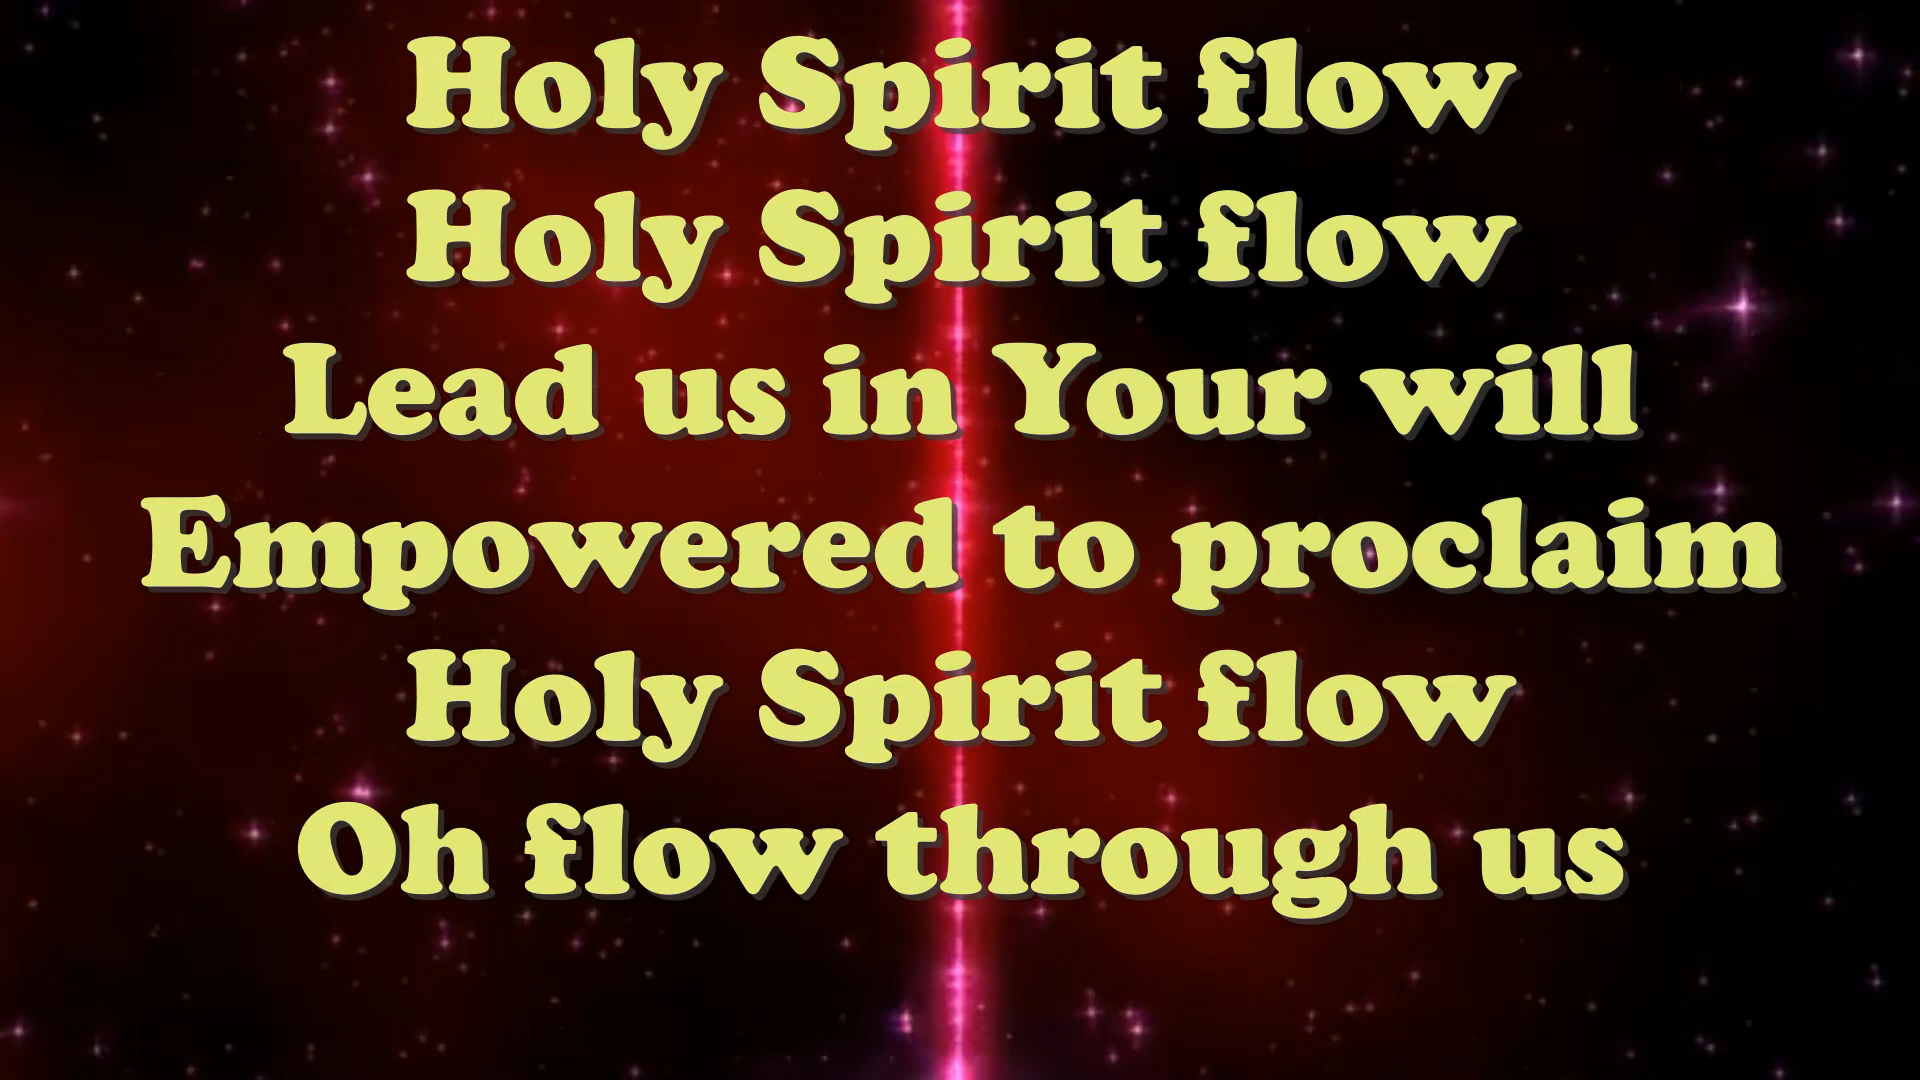 Holy Spirit flow
Holy Spirit flow
Lead us in Your will
Empowered to proclaim
Holy Spirit flow
Oh flow through us